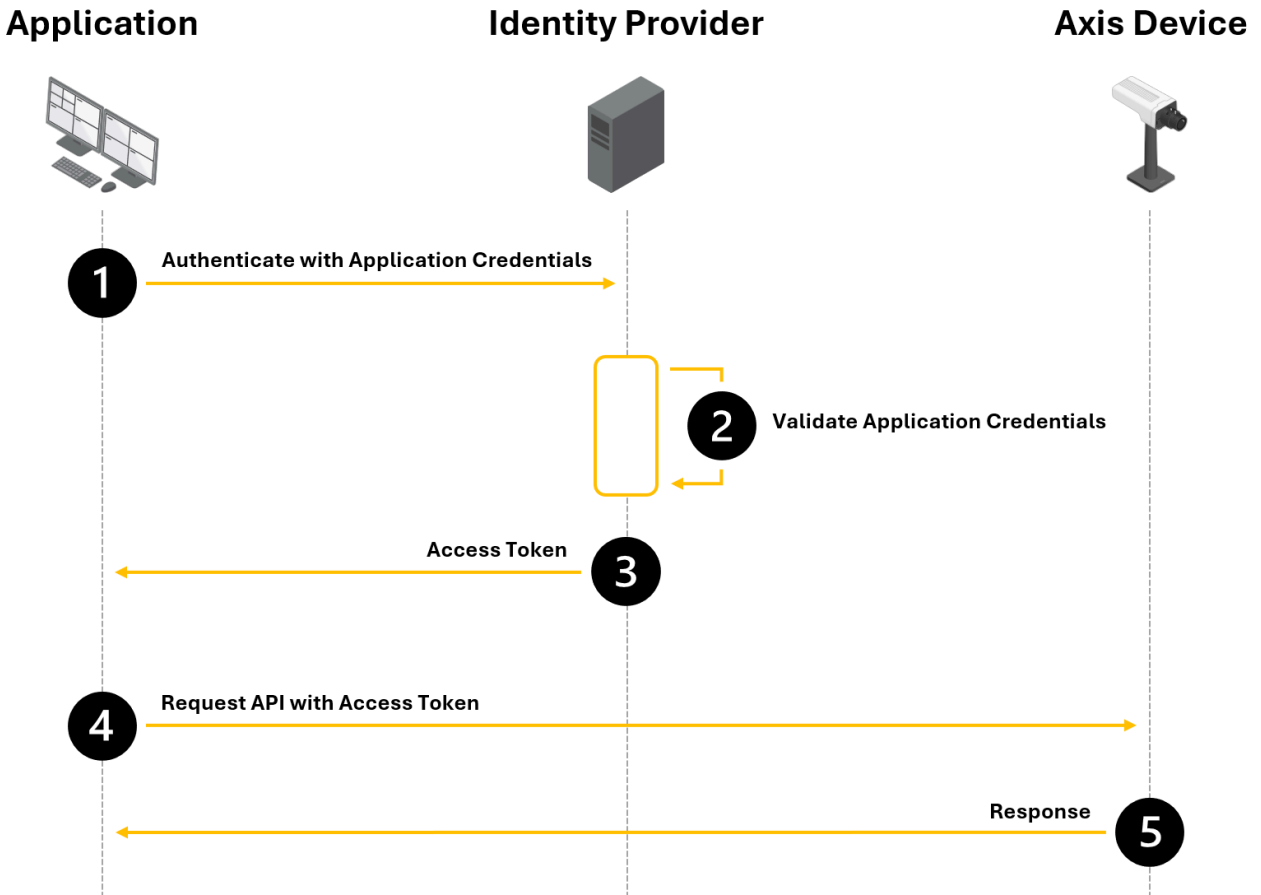 Application
Identity Provider
Axis Device
1
Authenticate with Application Credentials
2
Validate Application Credentials
Access Token
3
4
Request API with Access Token
Response
5